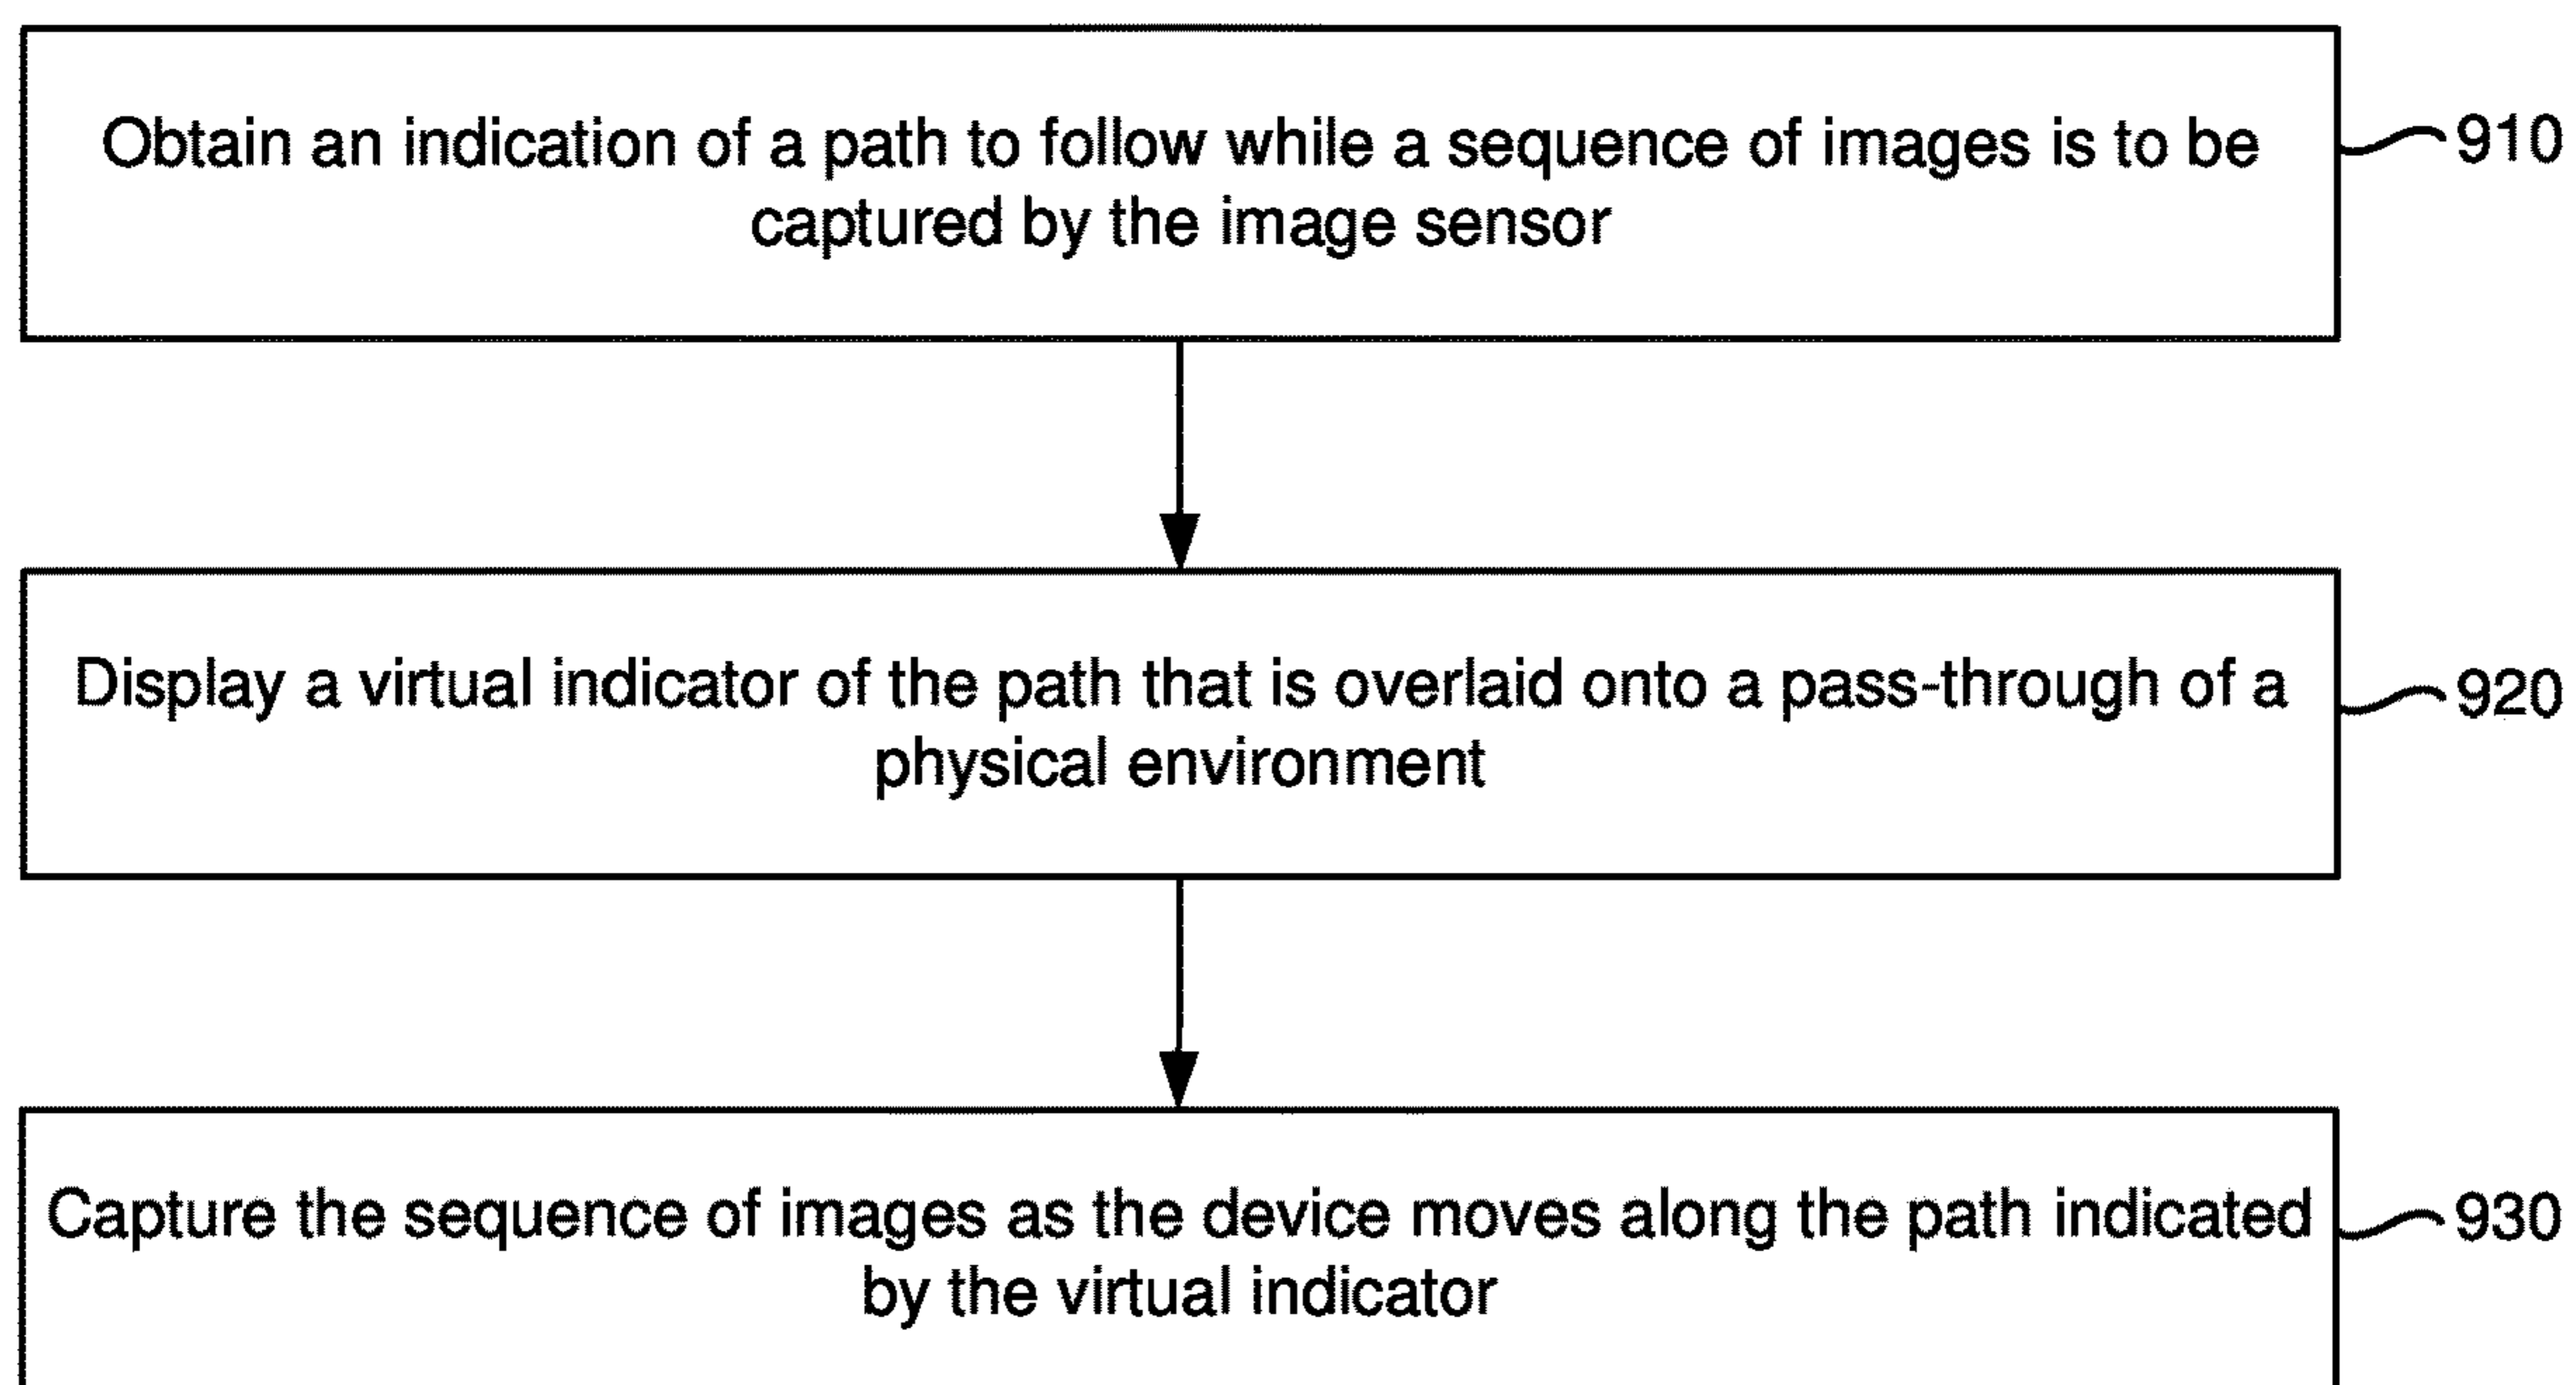 Obtain an indication of a path to follow while a sequence of images is to be
captured by the image sensor
910
Display a virtual indicator of the path that is overlaid onto a pass-through of a
physical environment
920
Capture the sequence of images as the device moves along the path indicated
by the virtual indicator
930